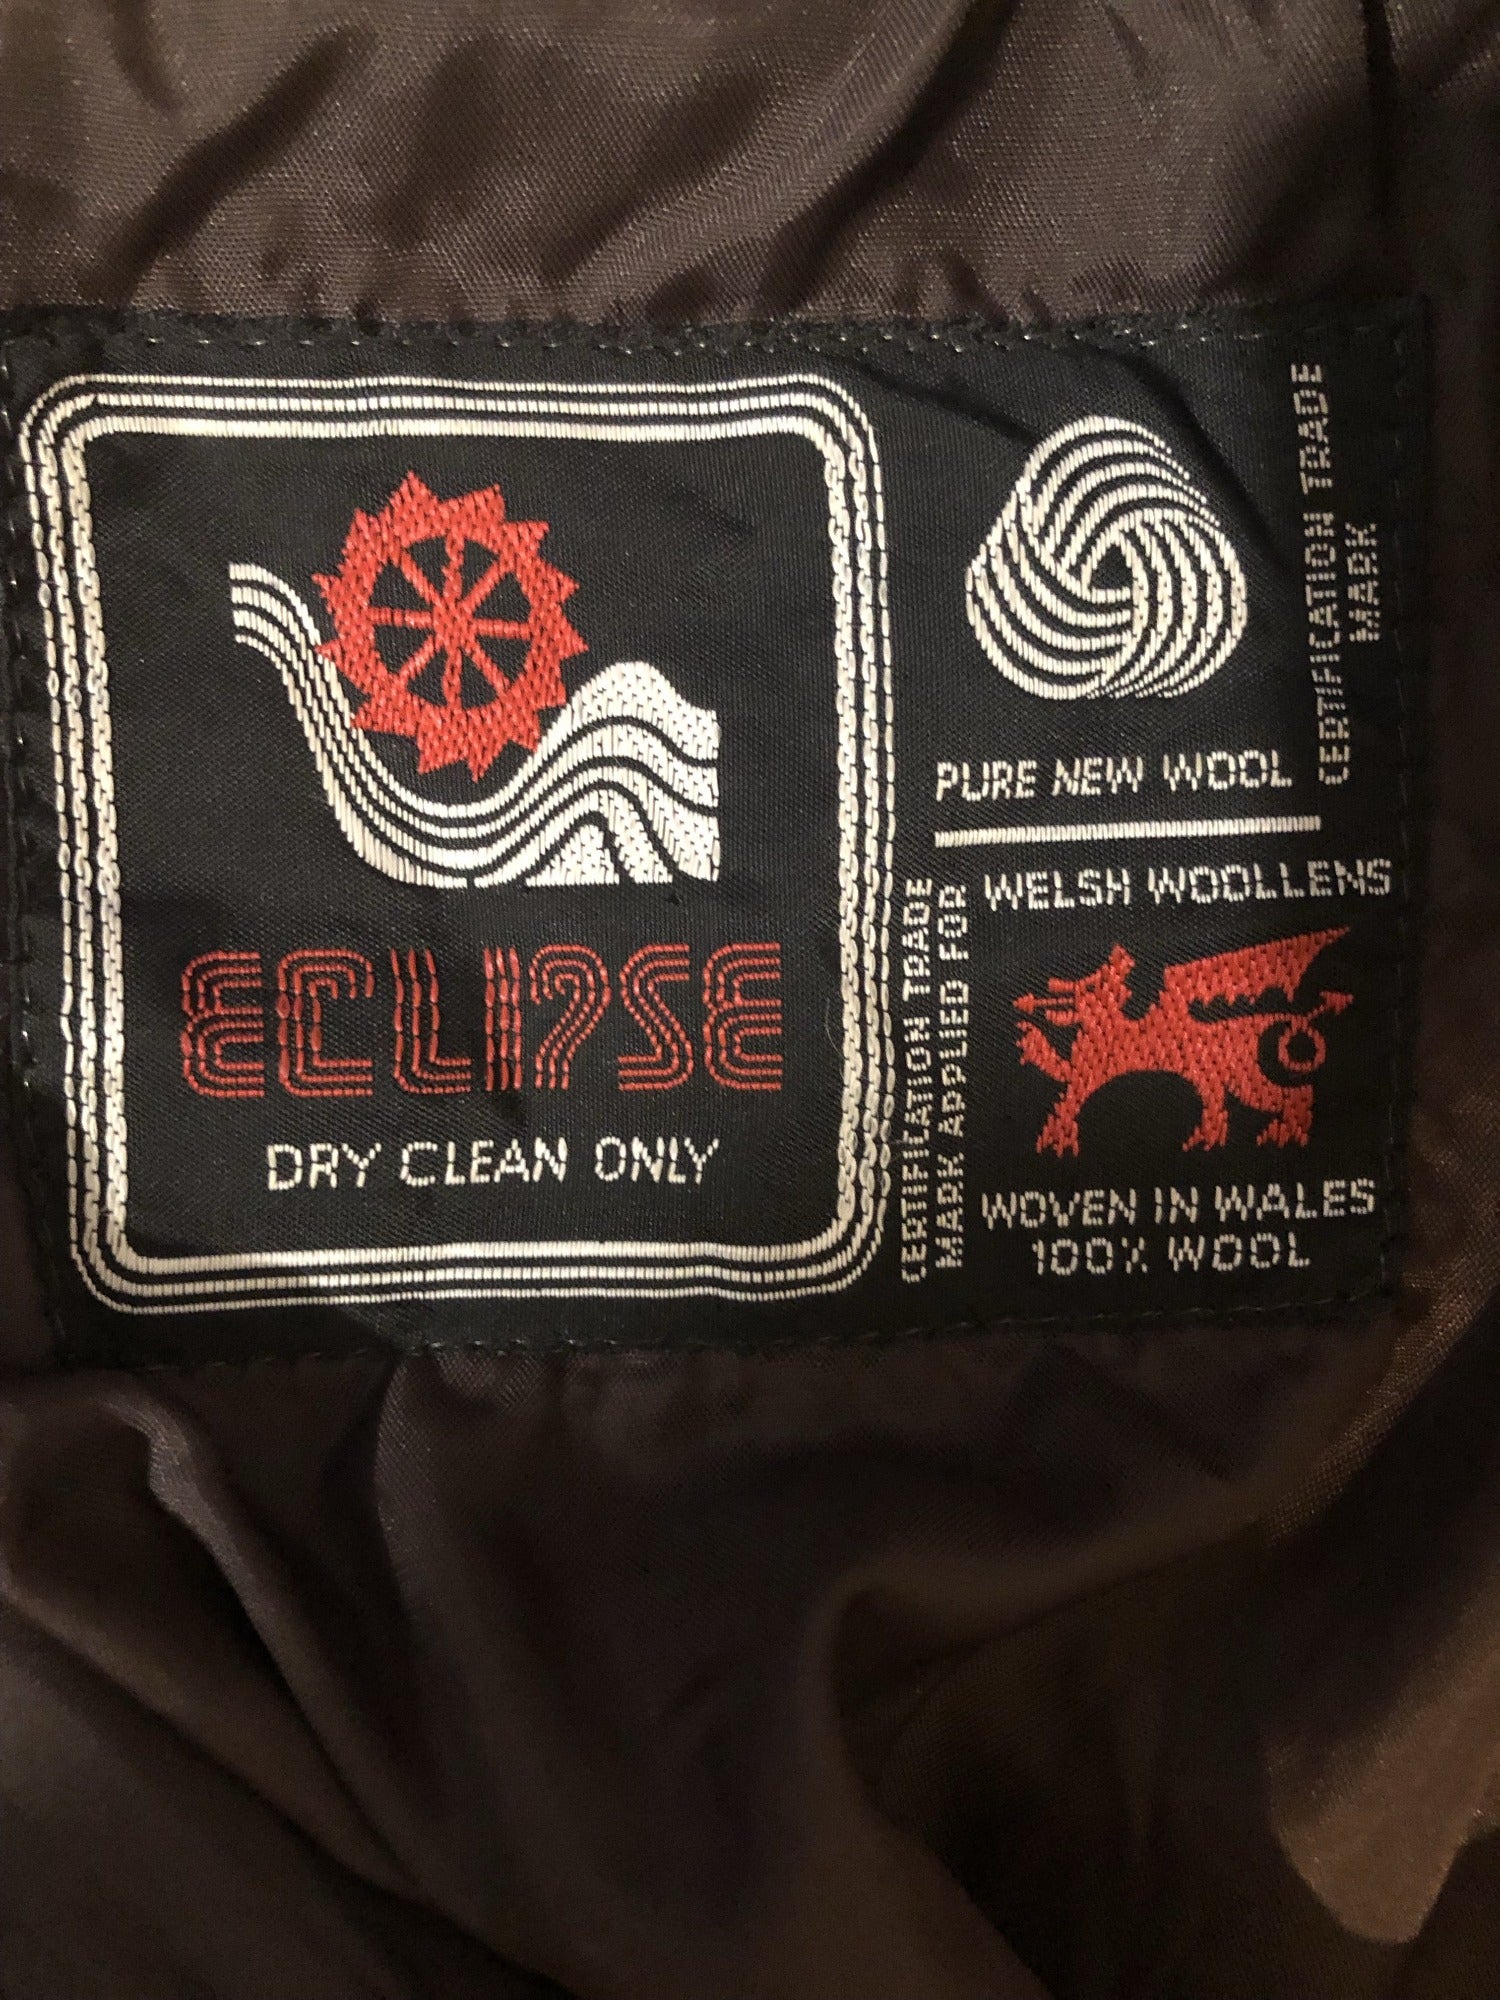 ECLIPSE
DRY CLEAN ONLY
PURE NEW WOOL
CERTIFICATION TRADE
MARK
WELSH WOOLLENS
CERTIFICATION TRADE
MARK APPLIED FOR
WOVEN IN WALES
100% WOOL